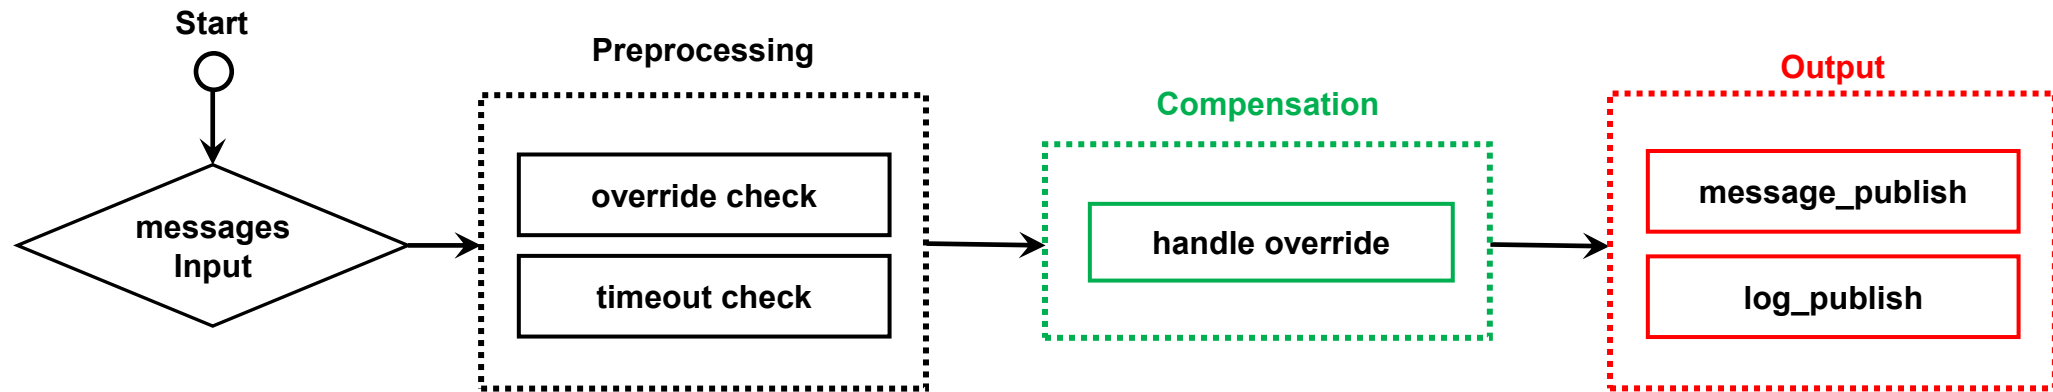 Start
messages
Input
Preprocessing
override check
timeout check
Compensation
handle override
Output
message_publish
log_publish